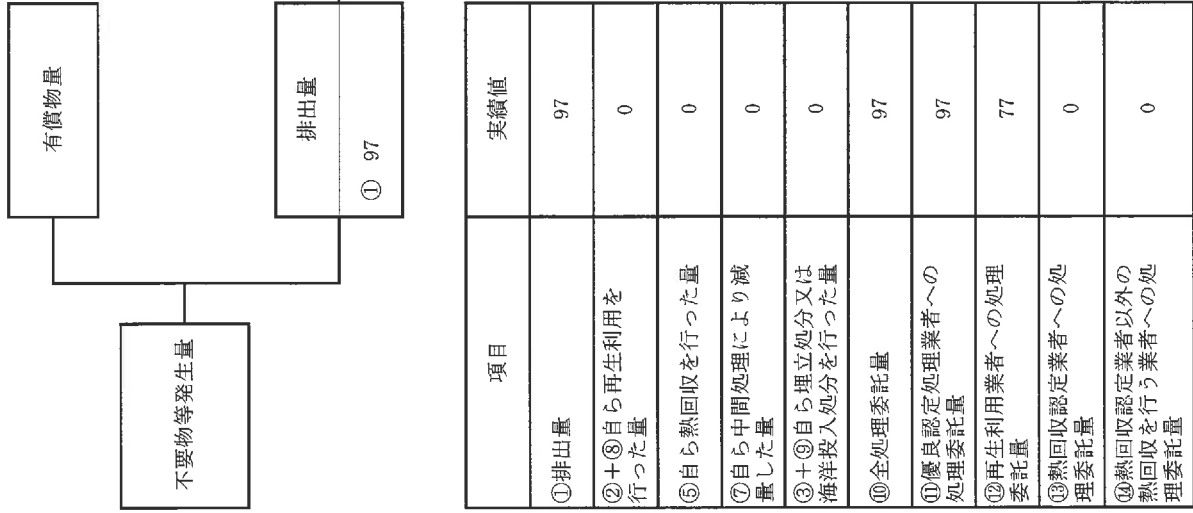 不要物等発生量
有償物量
排出量
① 97
項目
実績値
①排出量
97
②＋⑧自ら再生利用を
行った量
0
⑤自ら熱回収を行った量
0
⑦自ら中間処理により減
量した量
0
③＋⑨自ら埋立処分又は
海洋投入処分を行った量
0
⑩全処理委託量
97
⑪優良認定処理業者への
処理委託量
97
⑫再生利用業者への処理
委託量
77
⑬熱回収認定業者への処
理委託量
0
⑭熱回収認定業者以外の
熱回収を行う業者への処
理委託量
0